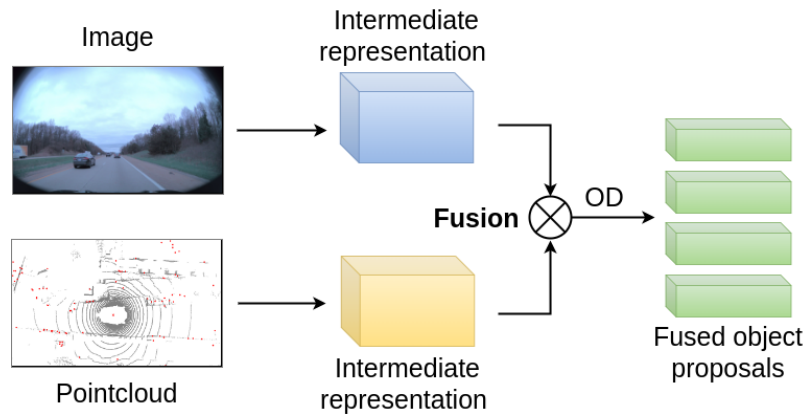 Image
Intermediate
representation
Fusion
OD
Pointcloud
Intermediate
representation
Fused object
proposals